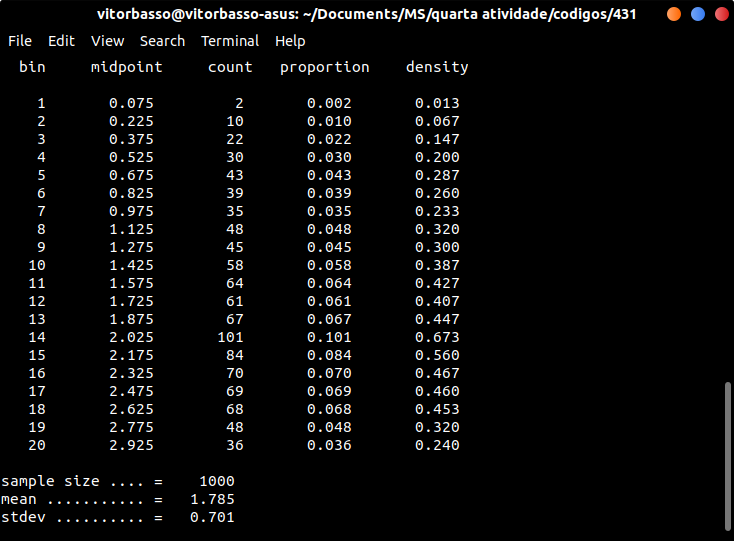 vitorbasso@vitorbasso-asus: ~/Documents/MS/quarta atividade/codigos/431
File Edit View Search Terminal Help
bin midpoint count proportion density
1 0.075 2 0.002 0.013
2 0.225 10 0.010 0.067
3 0.375 22 0.022 0.147
4 0.525 30 0.030 0.200
5 0.675 43 0.043 0.287
6 0.825 39 0.039 0.260
7 0.975 35 0.035 0.233
8 1.125 48 0.048 0.320
9 1.275 45 0.045 0.300
10 1.425 58 0.058 0.387
11 1.575 64 0.064 0.427
12 1.725 61 0.061 0.407
13 1.875 67 0.067 0.447
14 2.025 101 0.101 0.673
15 2.175 84 0.084 0.560
16 2.325 70 0.070 0.467
17 2.475 69 0.069 0.460
18 2.625 68 0.068 0.453
19 2.775 48 0.048 0.320
20 2.925 36 0.036 0.240
sample size .... = 1000
mean ........... = 1.785
stdev .......... = 0.701